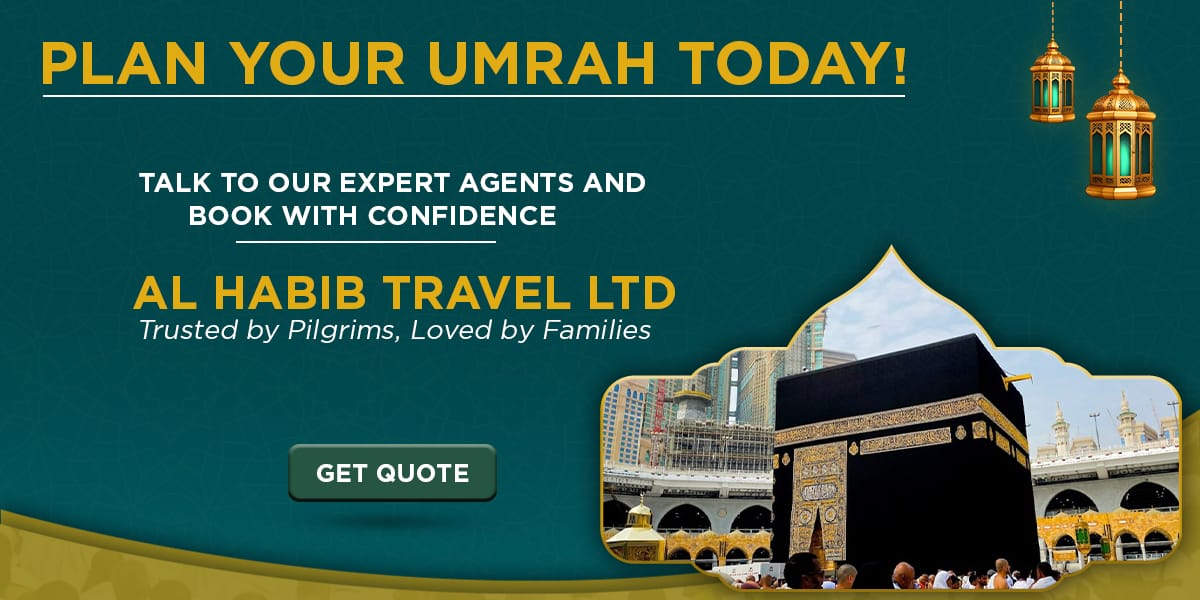 PLAN YOUR UMRAH TODAY!
TALK TO OUR EXPERT AGENTS AND
BOOK WITH CONFIDENCE
AL HABIB TRAVEL LTD
Trusted by Pilgrims, Loved by Families
GET QUOTE